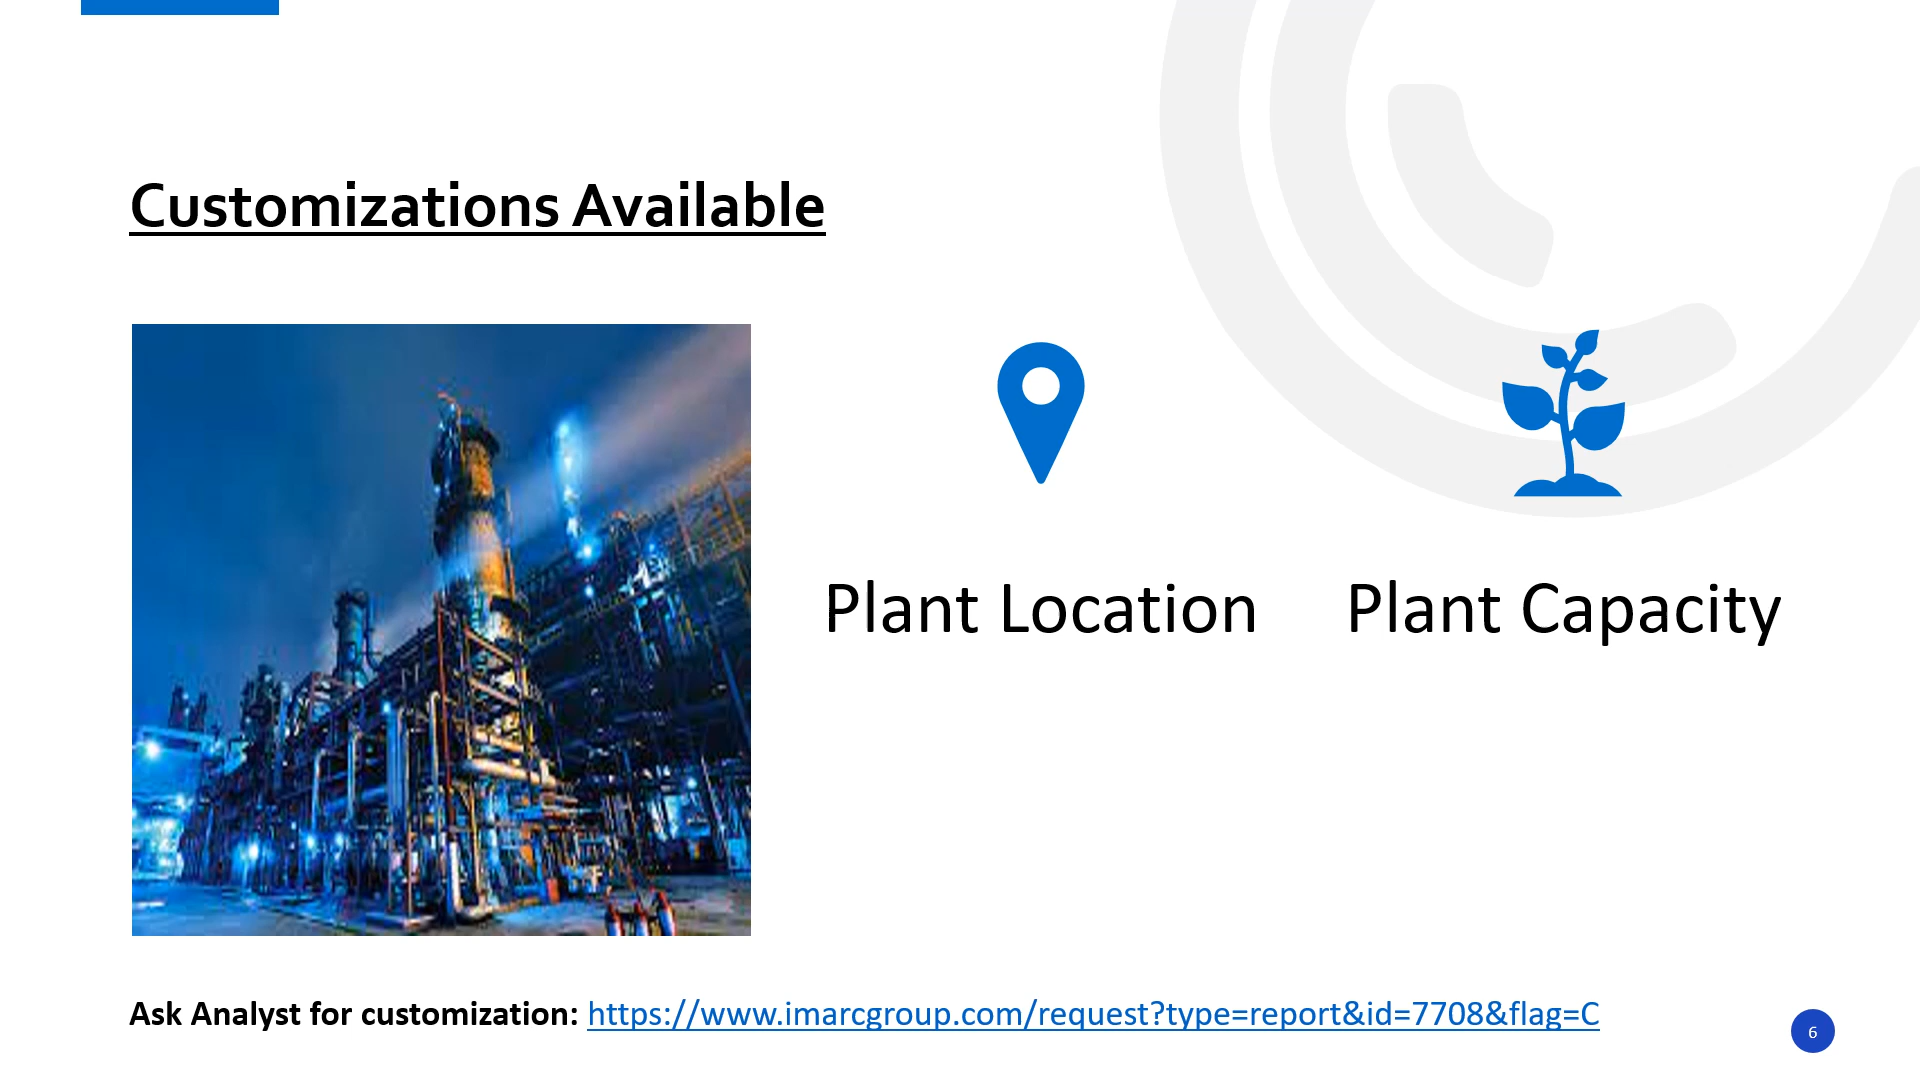 Customizations Available
Plant Location
Plant Capacity
Ask Analyst for customization: https://www.imarcgroup.com/request?type=report&id=7708&flag=C
6